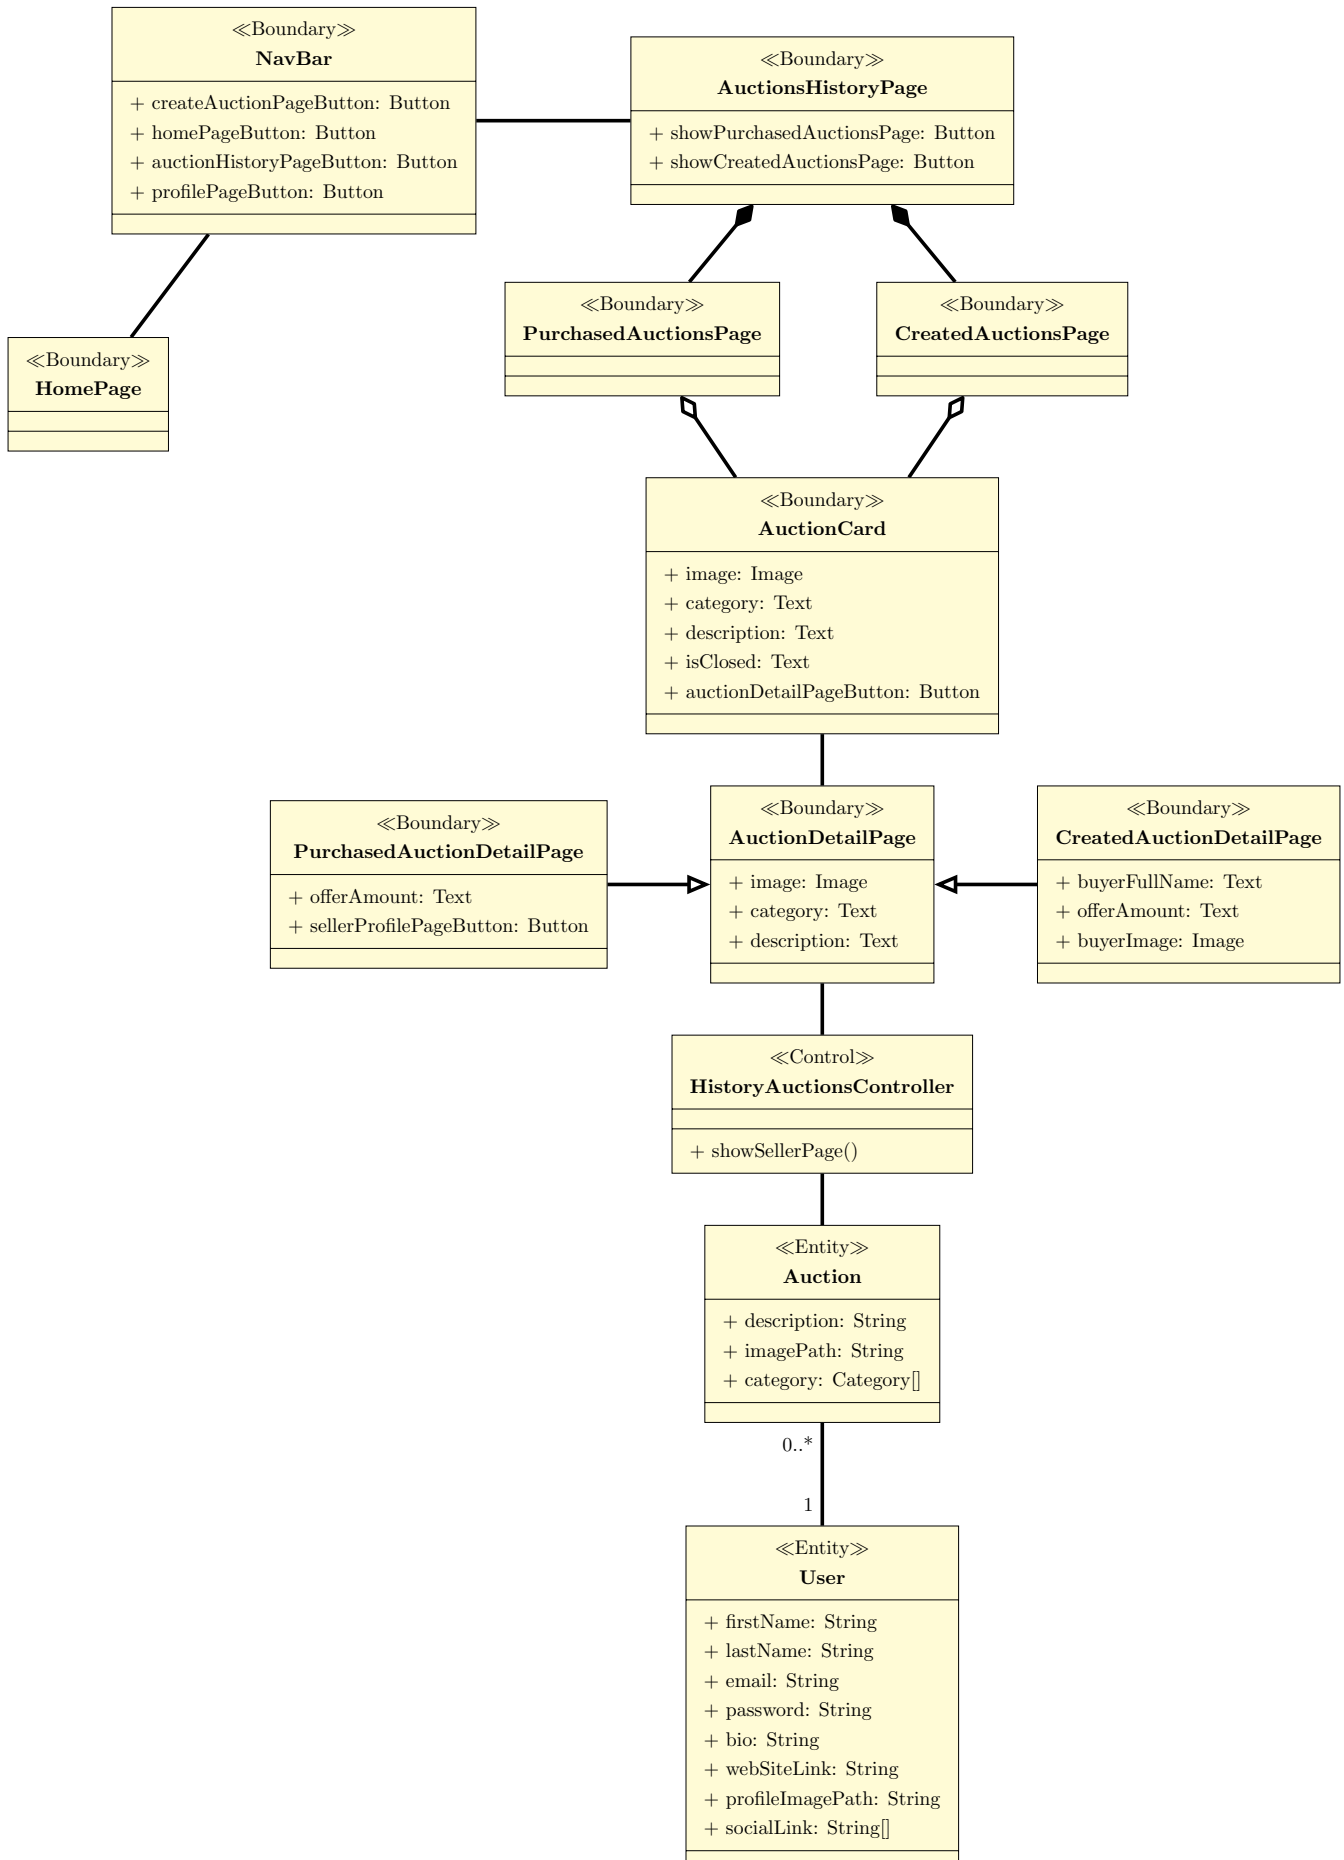 ≪Boundary≫
NavBar
+ createAuctionPageButton: Button
+ homePageButton: Button
+ auctionHistoryPageButton: Button
+ profilePageButton: Button
≪Boundary≫
AuctionsHistoryPage
+ showPurchasedAuctionsPage: Button
+ showCreatedAuctionsPage: Button
≪Boundary≫
HomePage
≪Boundary≫
PurchasedAuctionsPage
≪Boundary≫
CreatedAuctionsPage
≪Boundary≫
AuctionCard
+ image: Image
+ category: Text
+ description: Text
+ isClosed: Text
+ auctionDetailPageButton: Button
≪Boundary≫
PurchasedAuctionDetailPage
+ offerAmount: Text
+ sellerProfilePageButton: Button
≪Boundary≫
AuctionDetailPage
+ image: Image
+ category: Text
+ description: Text
≪Boundary≫
CreatedAuctionDetailPage
+ buyerFullName: Text
+ offerAmount: Text
+ buyerImage: Image
≪Control≫
HistoryAuctionsController
+ showSellerPage()
≪Entity≫
Auction
+ description: String
+ imagePath: String
+ category: Category[]
0..*
1
≪Entity≫
User
+ firstName: String
+ lastName: String
+ email: String
+ password: String
+ bio: String
+ webSiteLink: String
+ profileImagePath: String
+ socialLink: String[]